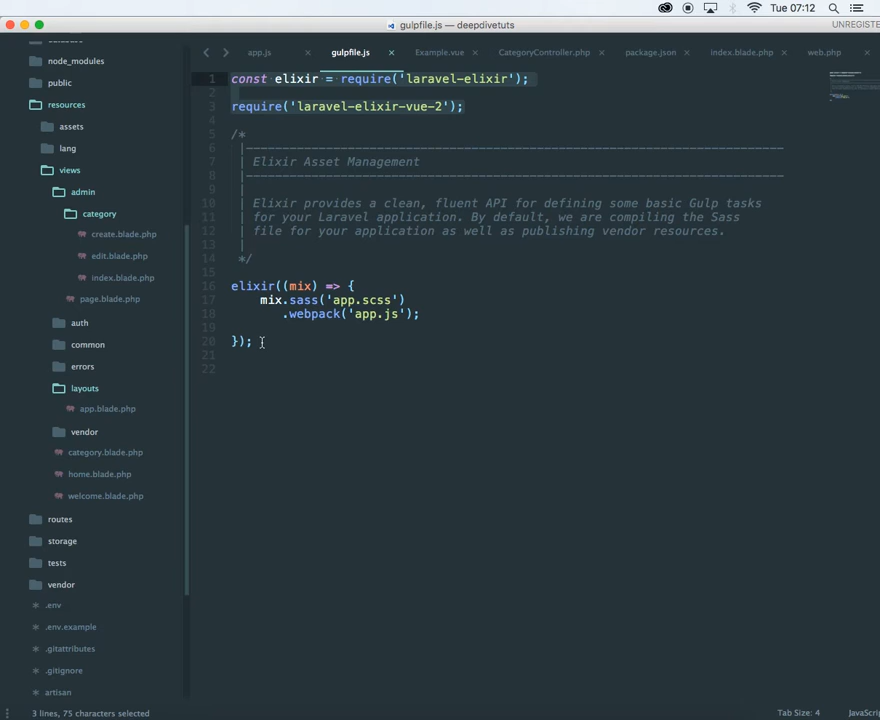 Tue 07:12
gulpfile.js — deepdivetuts
UNREGISTE
node_modules
public
resources
assets
lang
views
admin
category
create.blade.php
edit.blade.php
index.blade.php
page.blade.php
auth
common
errors
layouts
app.blade.php
vendor
category.blade.php
home.blade.php
welcome.blade.php
routes
storage
tests
vendor
.env
.env.example
.gitattributes
.gitignore
artisan
app.js
gulpfile.js
Example.vue
CategoryController.php
package.json
index.blade.php
web.php
1 const elixir = require('laravel-elixir');
2
3 require('laravel-elixir-vue-2');
4
5 /*
6 |--------------------------------------------------------------------------
7 | Elixir Asset Management
8 |--------------------------------------------------------------------------
9 |
10 | Elixir provides a clean, fluent API for defining some basic Gulp tasks
11 | for your Laravel application. By default, we are compiling the Sass
12 | file for your application as well as publishing vendor resources.
13 |
14 */
15
16 elixir((mix) => {
17 mix.sass('app.scss')
18 .webpack('app.js');
19
20 });
21
22
3 lines, 75 characters selected
Tab Size: 4
JavaScri